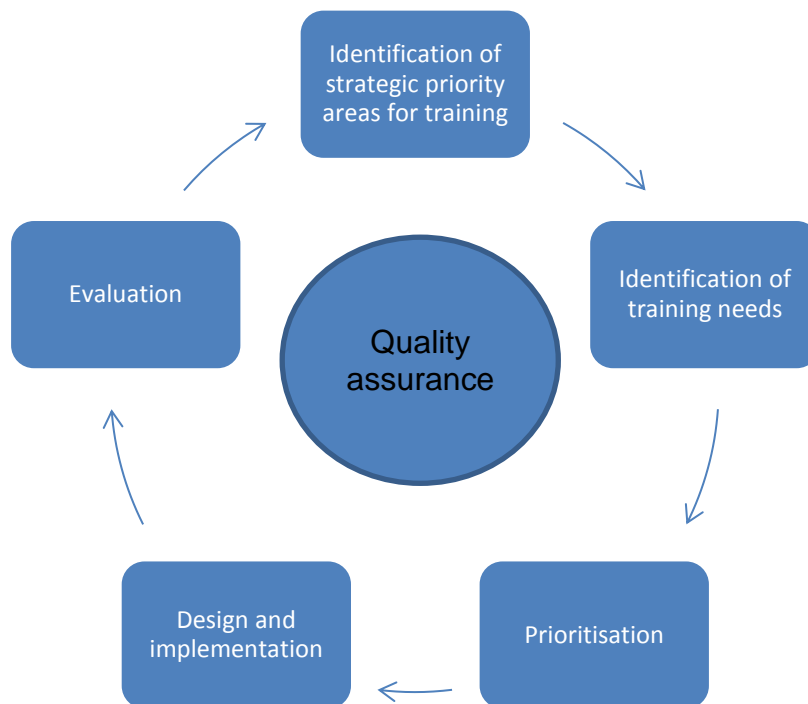 Identification of
strategic priority
areas for training
Identification of
training needs
Prioritisation
Design and
implementation
Evaluation
Quality
assurance